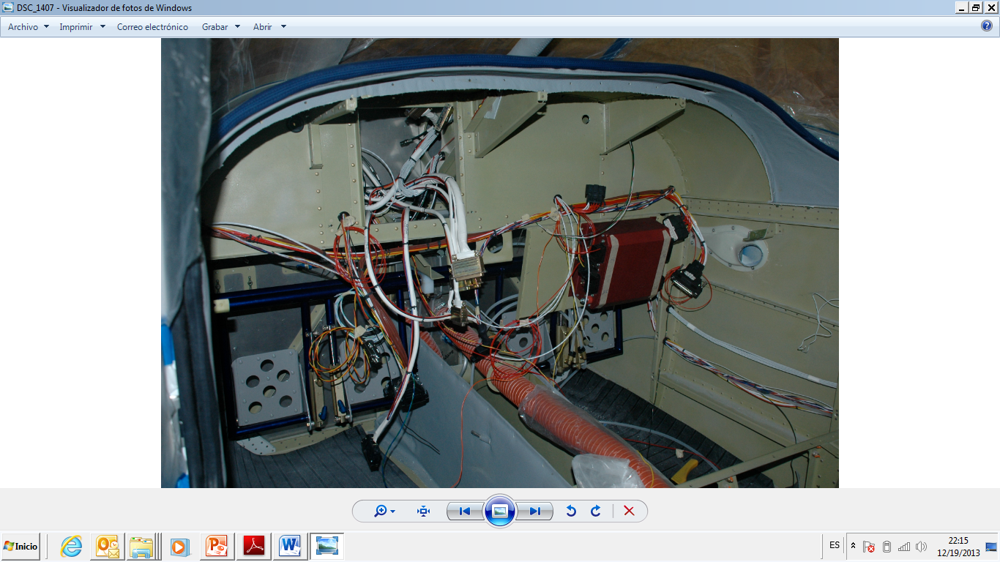 DSC_1407 - Visualizador de fotos de Windows
Archivo Imprimir Correo electrónico Grabar Abrir
Inicio
ES
22:15
12/19/2013